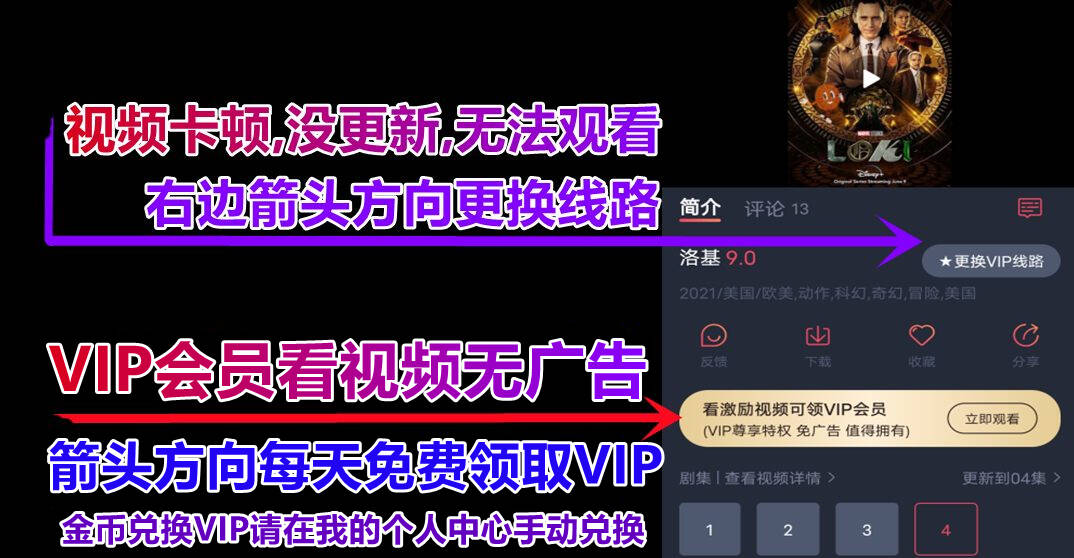 视频卡顿,没更新,无法观看
右边箭头方向更换线路
VIP会员看视频无广告
箭头方向每天免费领取VIP
金币兑换VIP请在我的个人中心手动兑换
LOKI
Disney+
Original Series Streaming June 9
简介 评论 13
洛基 9.0
★更换VIP线路
2021/美国/欧美,动作,科幻,奇幻,冒险,美国
反馈 下载 收藏 分享
看激励视频可领VIP会员
(VIP尊享特权 免广告 值得拥有)
立即观看
剧集 | 查看视频详情 > 更新到04集 >
1 2 3 4